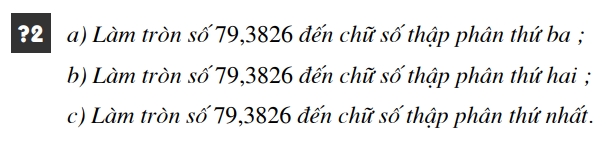 ?2 a) Làm tròn số 79,3826 đến chữ số thập phân thứ ba ;
b) Làm tròn số 79,3826 đến chữ số thập phân thứ hai ;
c) Làm tròn số 79,3826 đến chữ số thập phân thứ nhất.